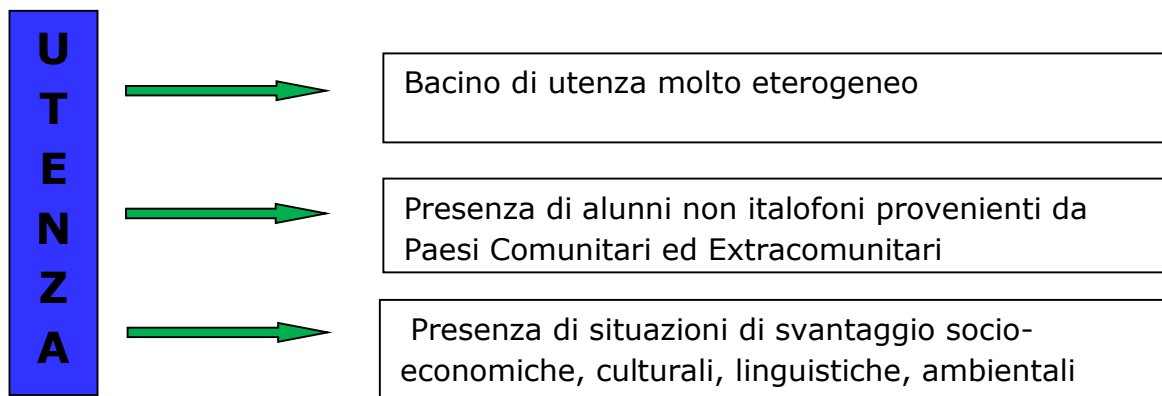 UTENZA
Bacino di utenza molto eterogeneo
Presenza di alunni non italofoni provenienti da
Paesi Comunitari ed Extracomunitari
Presenza di situazioni di svantaggio socio-
economiche, culturali, linguistiche, ambientali